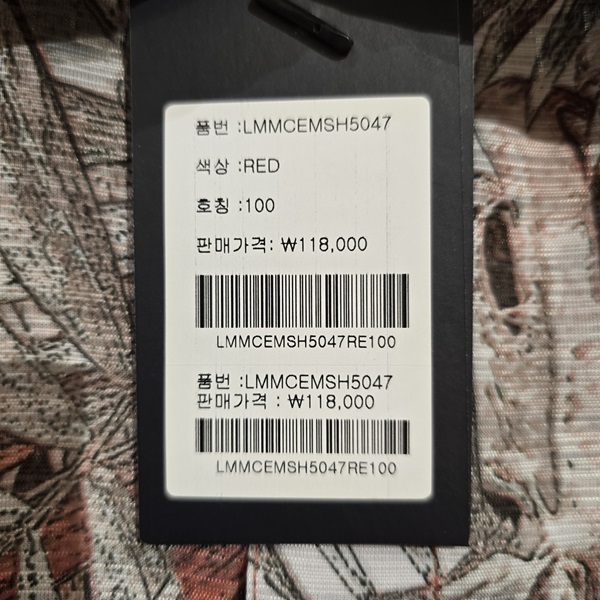 품번 :LMMCEMSH5047
색상 :RED
호칭 :100
판매가격: ₩118,000
LMMCEMSH5047RE100
품번 :LMMCEMSH5047
판매가격 : ₩118,000
LMMCEMSH5047RE100